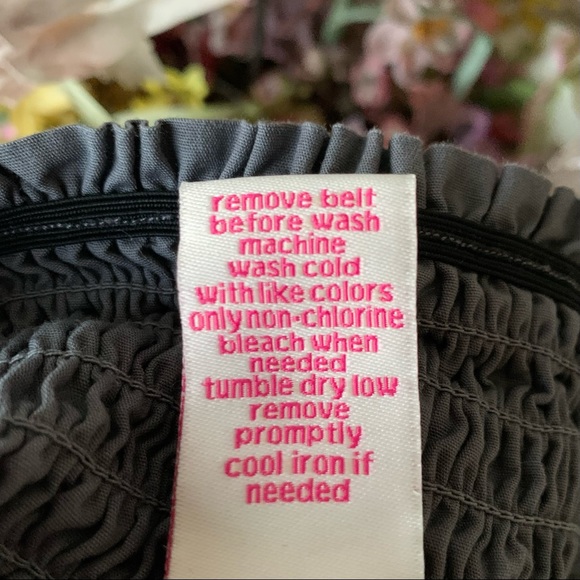 remove belt
before wash
machine
wash cold
with like colors
only non-chlorine
bleach when
needed
tumble dry low
remove
promptly
cool iron if
needed